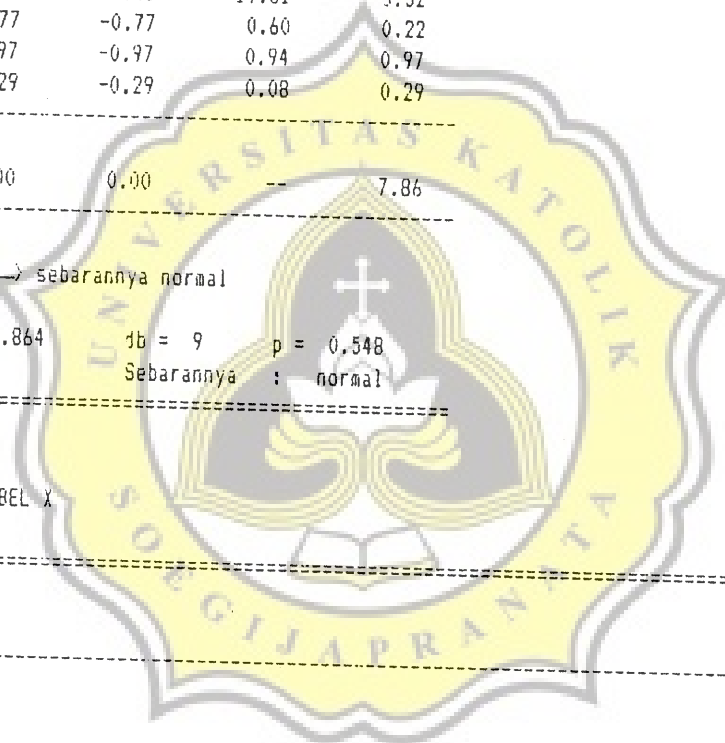 77 -0.77 0.60 0.22
97 -0.97 0.94 0.97
29 -0.29 0.08 0.29
00 0.00 -- 7.86
sebarannya normal
.864 db = 9 p = 0.548
Sebarannya : normal
BEL X
UNIVERSITAS KATOLIK
SOEGIJAPRANATA